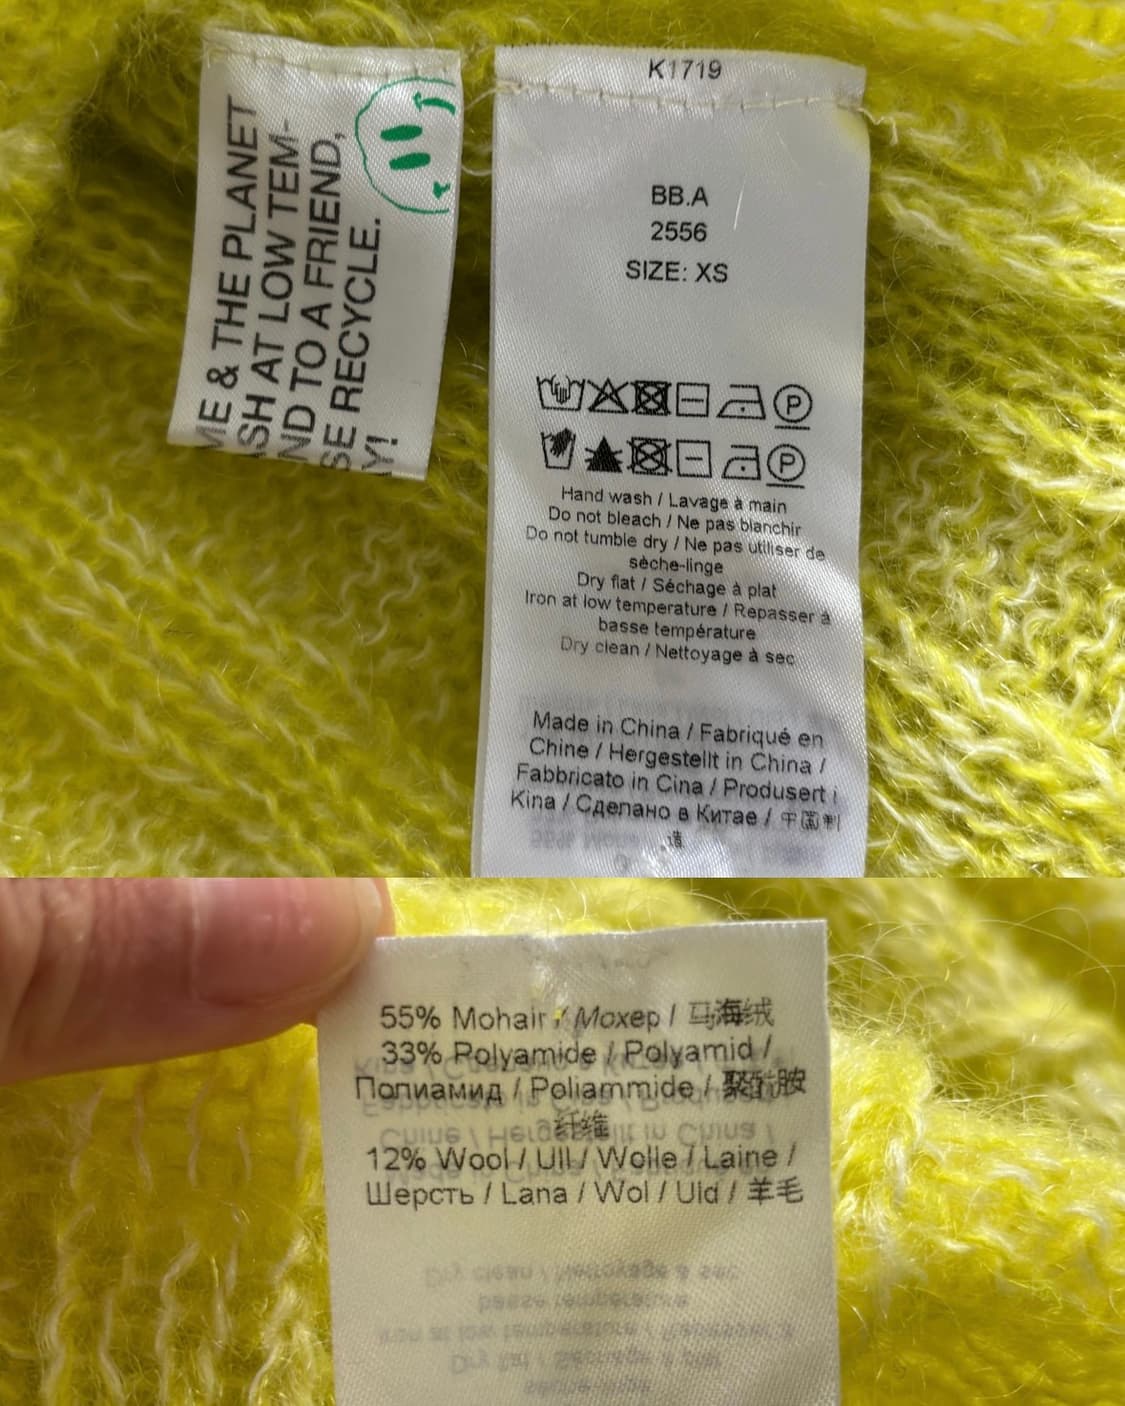 ME & THE PLANET
ASH AT LOW TEM-
ND TO A FRIEND,
SE RECYCLE.
Y!
K1719
BB.A
2556
SIZE: XS
P
P
Hand wash / Lavage à main
Do not bleach / Ne pas blanchir
Do not tumble dry / Ne pas utiliser de
sèche-linge
Dry flat / Séchage à plat
Iron at low temperature / Repasser à
basse température
Dry clean / Nettoyage à sec
Made in China / Fabriqué en
Chine / Hergestellt in China /
Fabbricato in Cina / Produsert i
Kina / Сделано в Китае / 中國制
造
55% Mohair / Мохер / 马海绒
33% Polyamide / Polyamid /
Полиамид / Poliammide / 聚酰胺
纤维
12% Wool / Ull / Wolle / Laine /
Шерсть / Lana / Wol / Uld / 羊毛